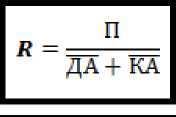 R = П / (ДА + КА)